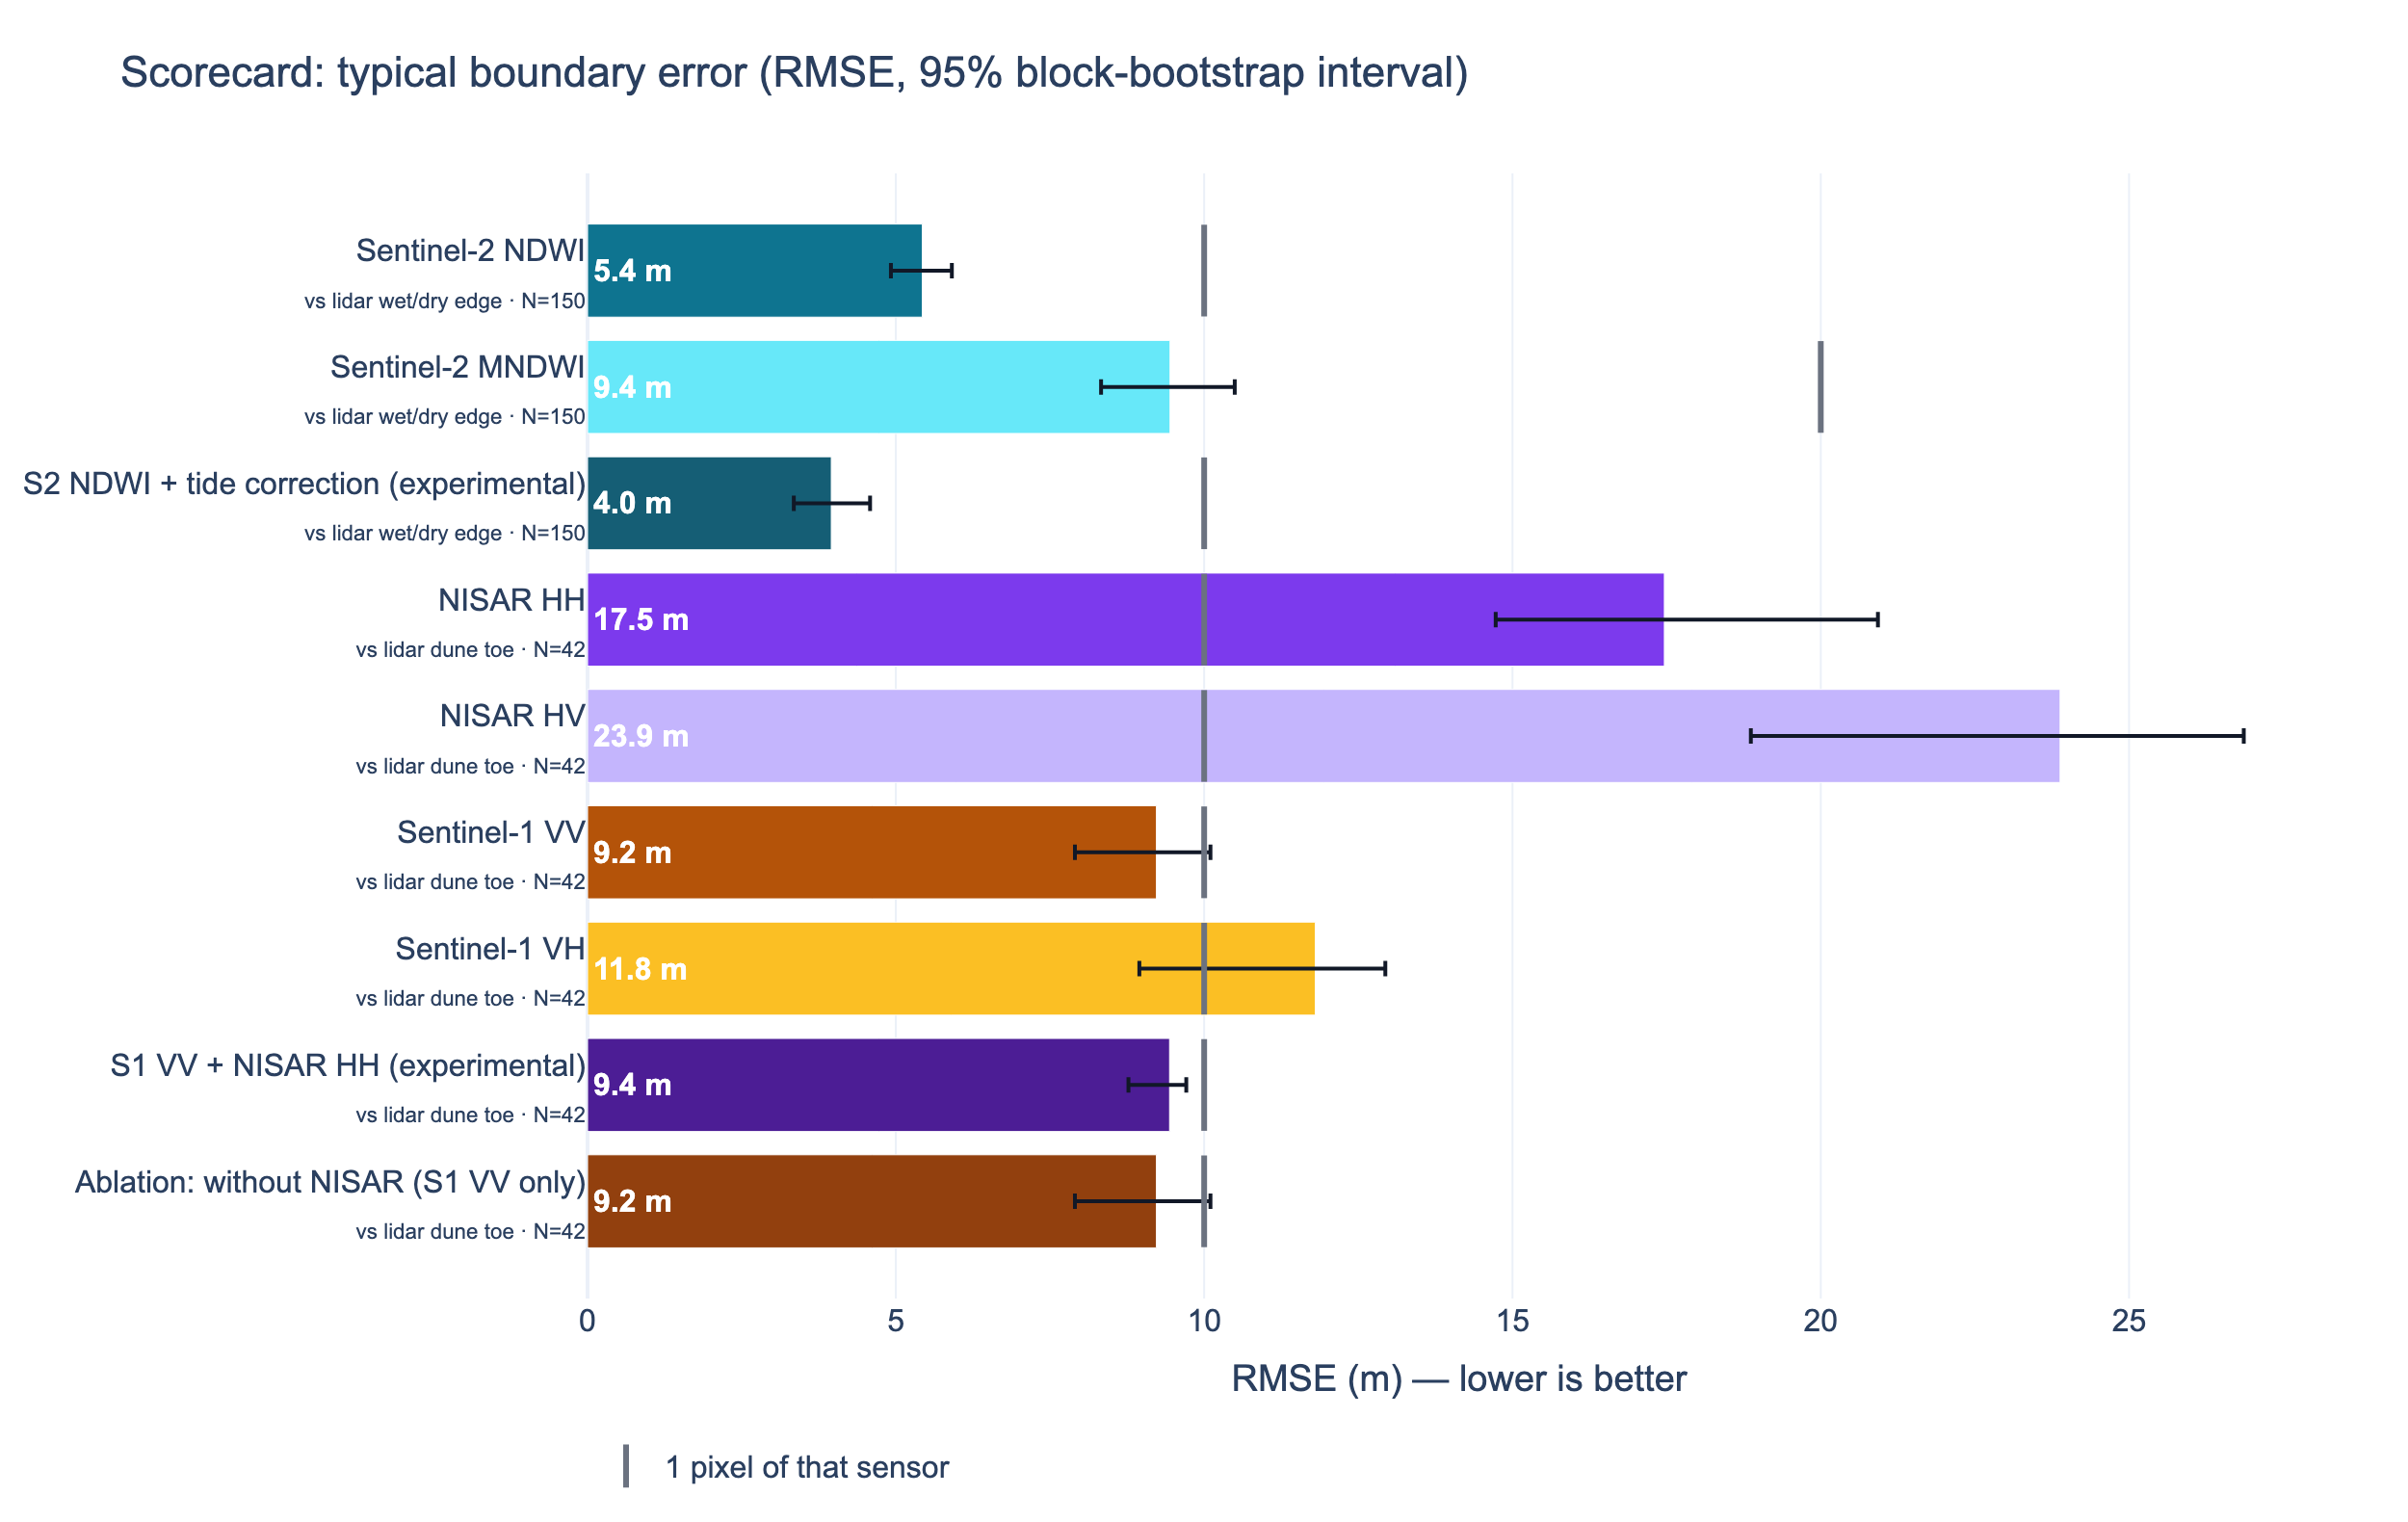 Scorecard: typical boundary error (RMSE, 95% block-bootstrap interval)
Sentinel-2 NDWI
vs lidar wet/dry edge · N=150
5.4 m
Sentinel-2 MNDWI
vs lidar wet/dry edge · N=150
9.4 m
S2 NDWI + tide correction (experimental)
vs lidar wet/dry edge · N=150
4.0 m
NISAR HH
vs lidar dune toe · N=42
17.5 m
NISAR HV
vs lidar dune toe · N=42
23.9 m
Sentinel-1 VV
vs lidar dune toe · N=42
9.2 m
Sentinel-1 VH
vs lidar dune toe · N=42
11.8 m
S1 VV + NISAR HH (experimental)
vs lidar dune toe · N=42
9.4 m
Ablation: without NISAR (S1 VV only)
vs lidar dune toe · N=42
9.2 m
0 5 10 15 20 25
RMSE (m) — lower is better
1 pixel of that sensor